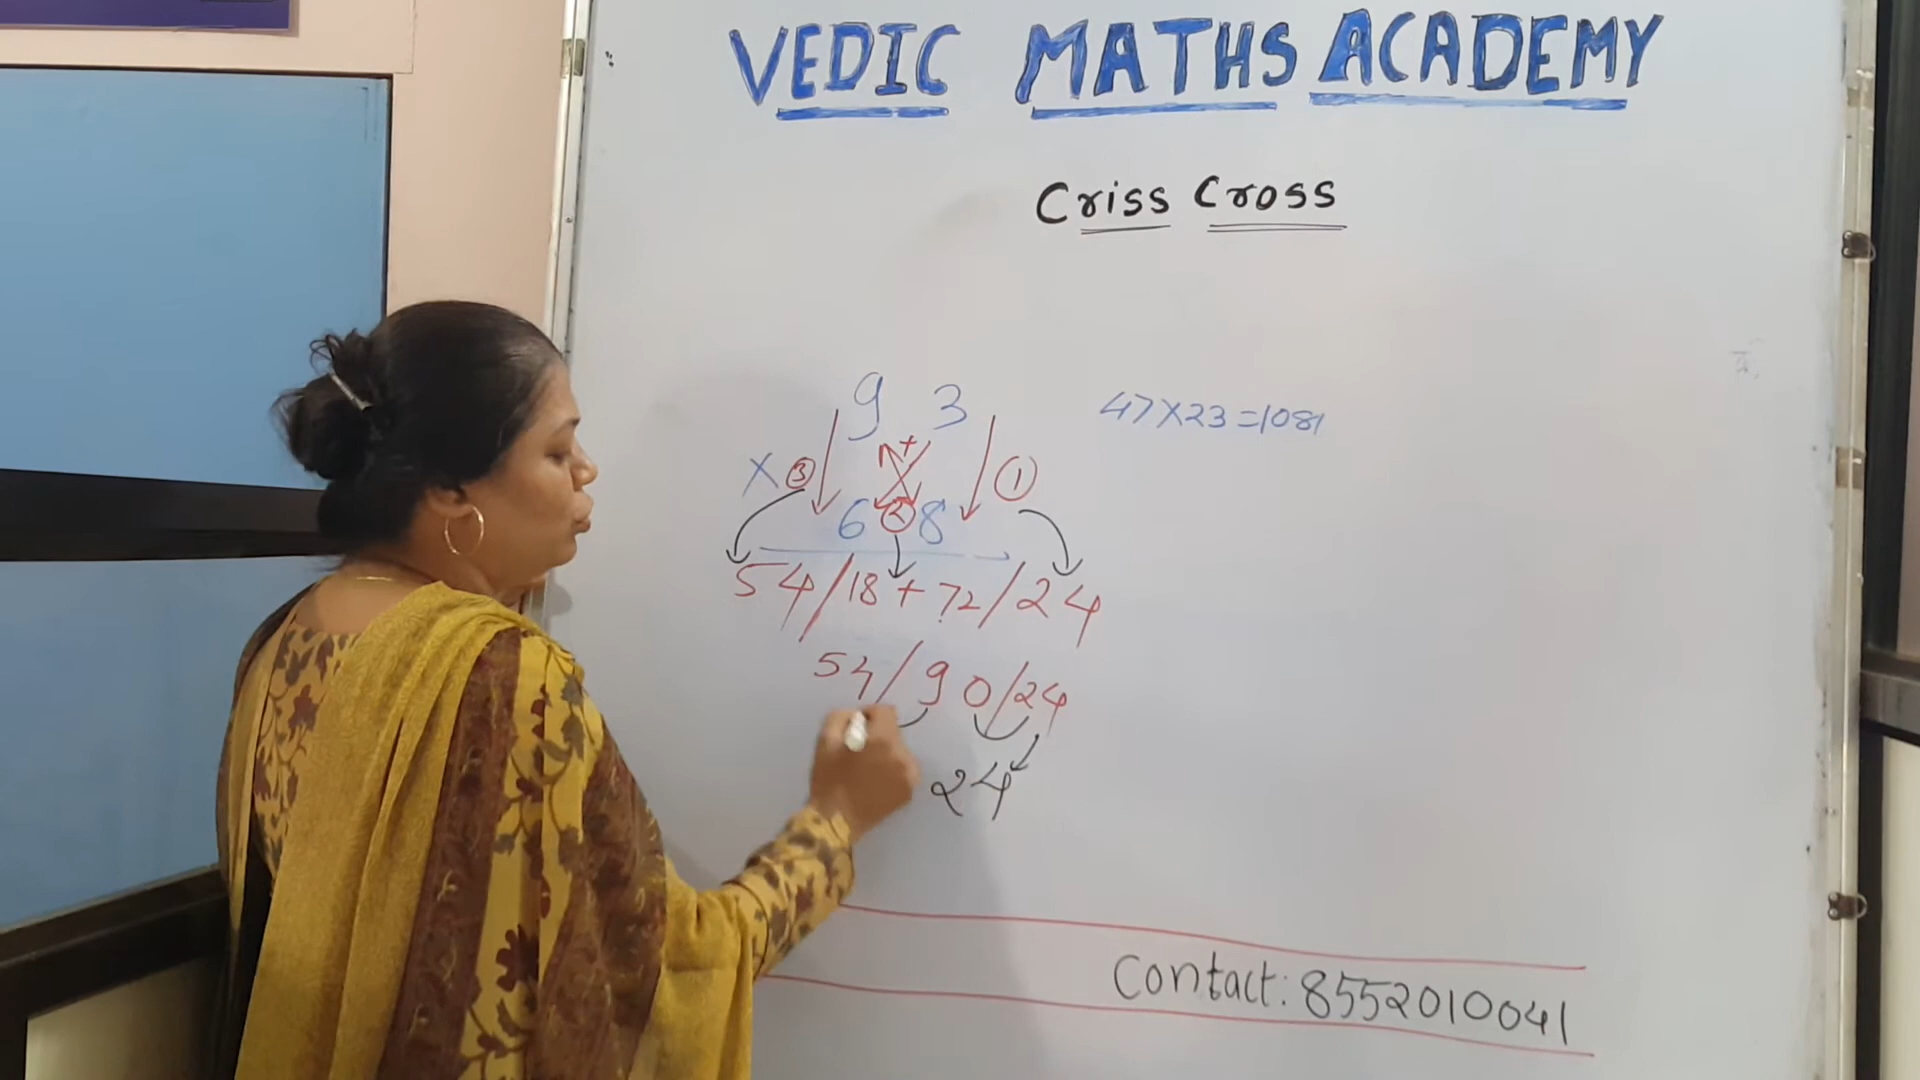 VEDIC MATHS ACADEMY
Criss Cross
9 3
47×23=1081
+
× ③ ①
6 ② 8
54/18+72/24
54/90/24
24
Contact: 8552010041